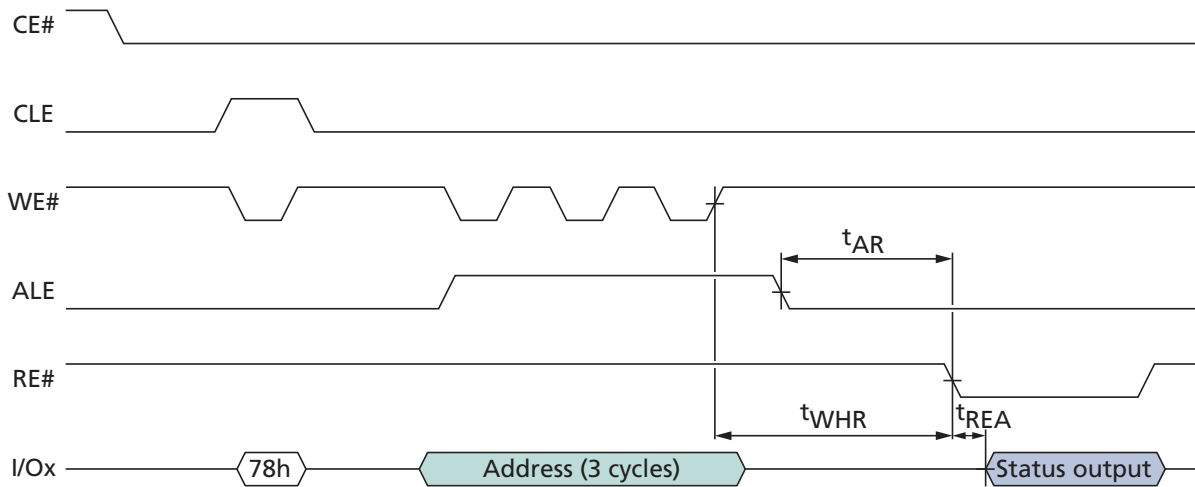 CE#
CLE
WE#
tAR
ALE
RE#
tWHR
tREA
I/Ox
78h
Address (3 cycles)
Status output